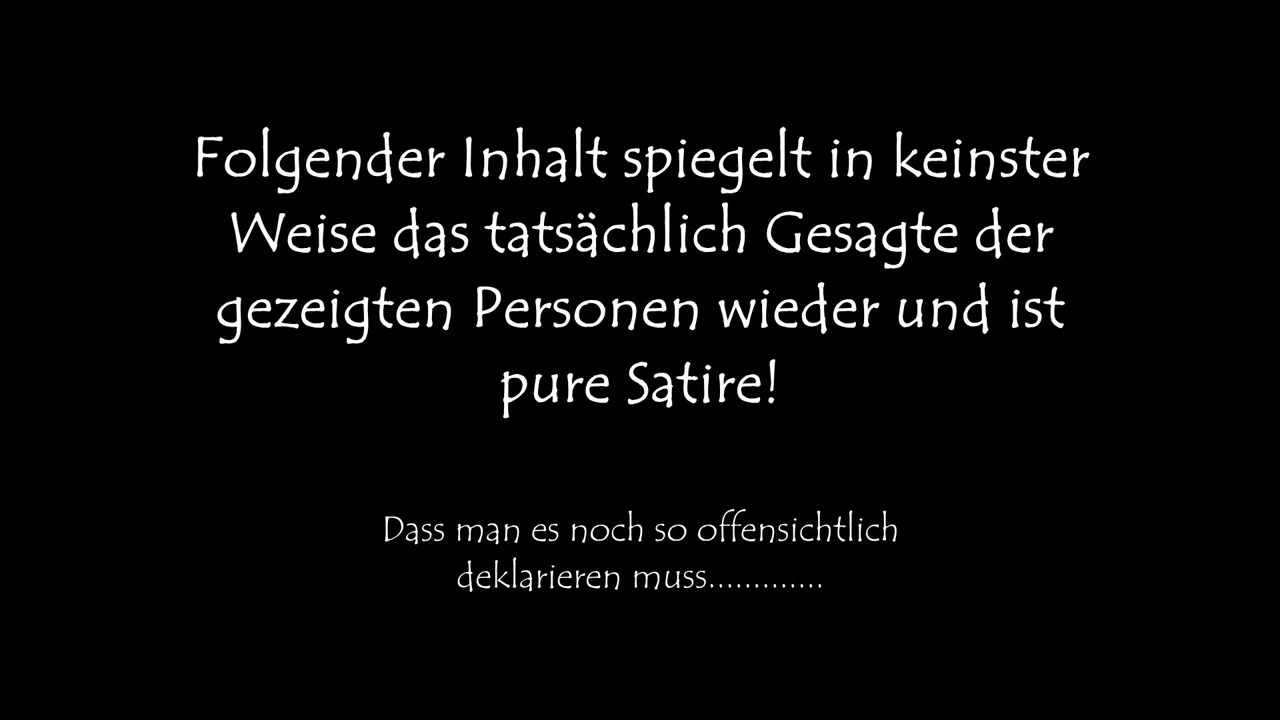 Folgender Inhalt spiegelt in keinster
Weise das tatsächlich Gesagte der
gezeigten Personen wieder und ist
pure Satire!
Dass man es noch so offensichtlich
deklarieren muss.............